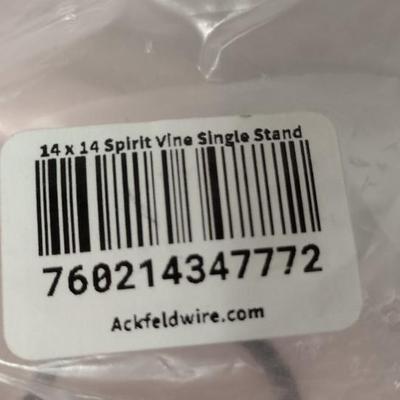 14 x 14 Spirit Vine Single Stand
760214347772
Ackfeldwire.com